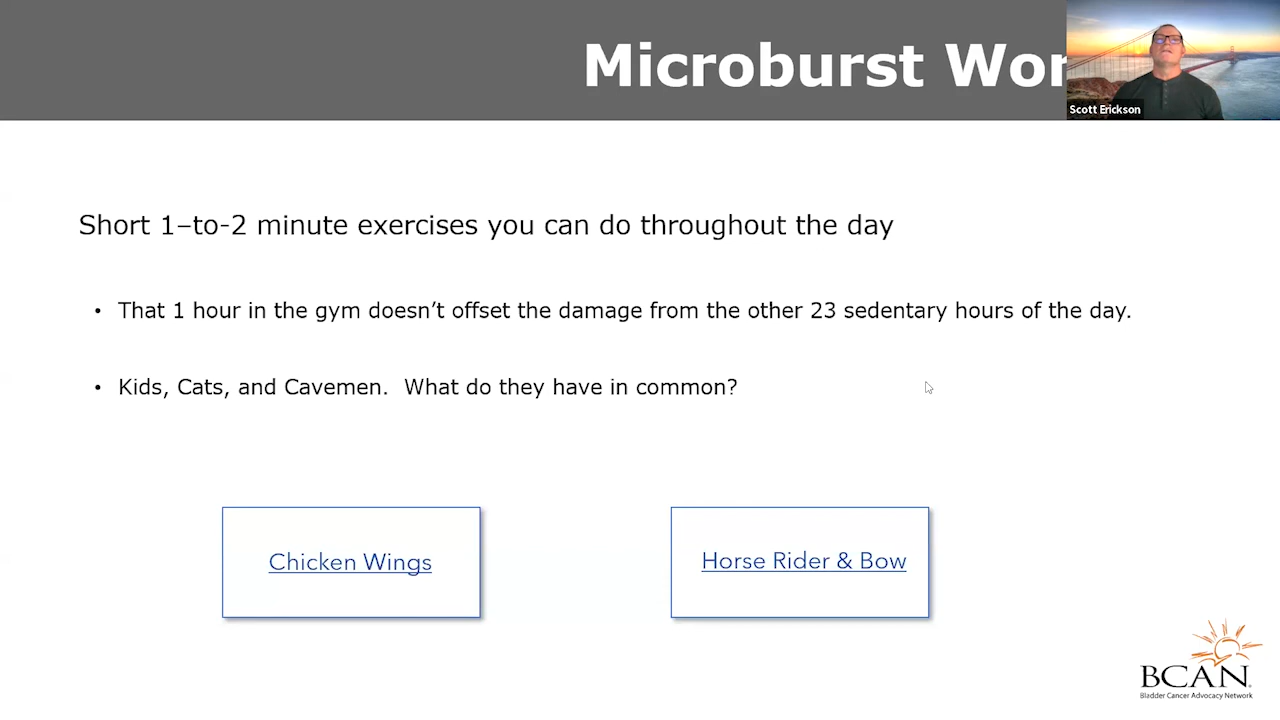 Microburst
Scott Erickson
Short 1–to-2 minute exercises you can do throughout the day
• That 1 hour in the gym doesn’t offset the damage from the other 23 sedentary hours of the day.
• Kids, Cats, and Cavemen.  What do they have in common?
Chicken Wings
Horse Rider & Bow
BCAN
Bladder Cancer Advocacy Network